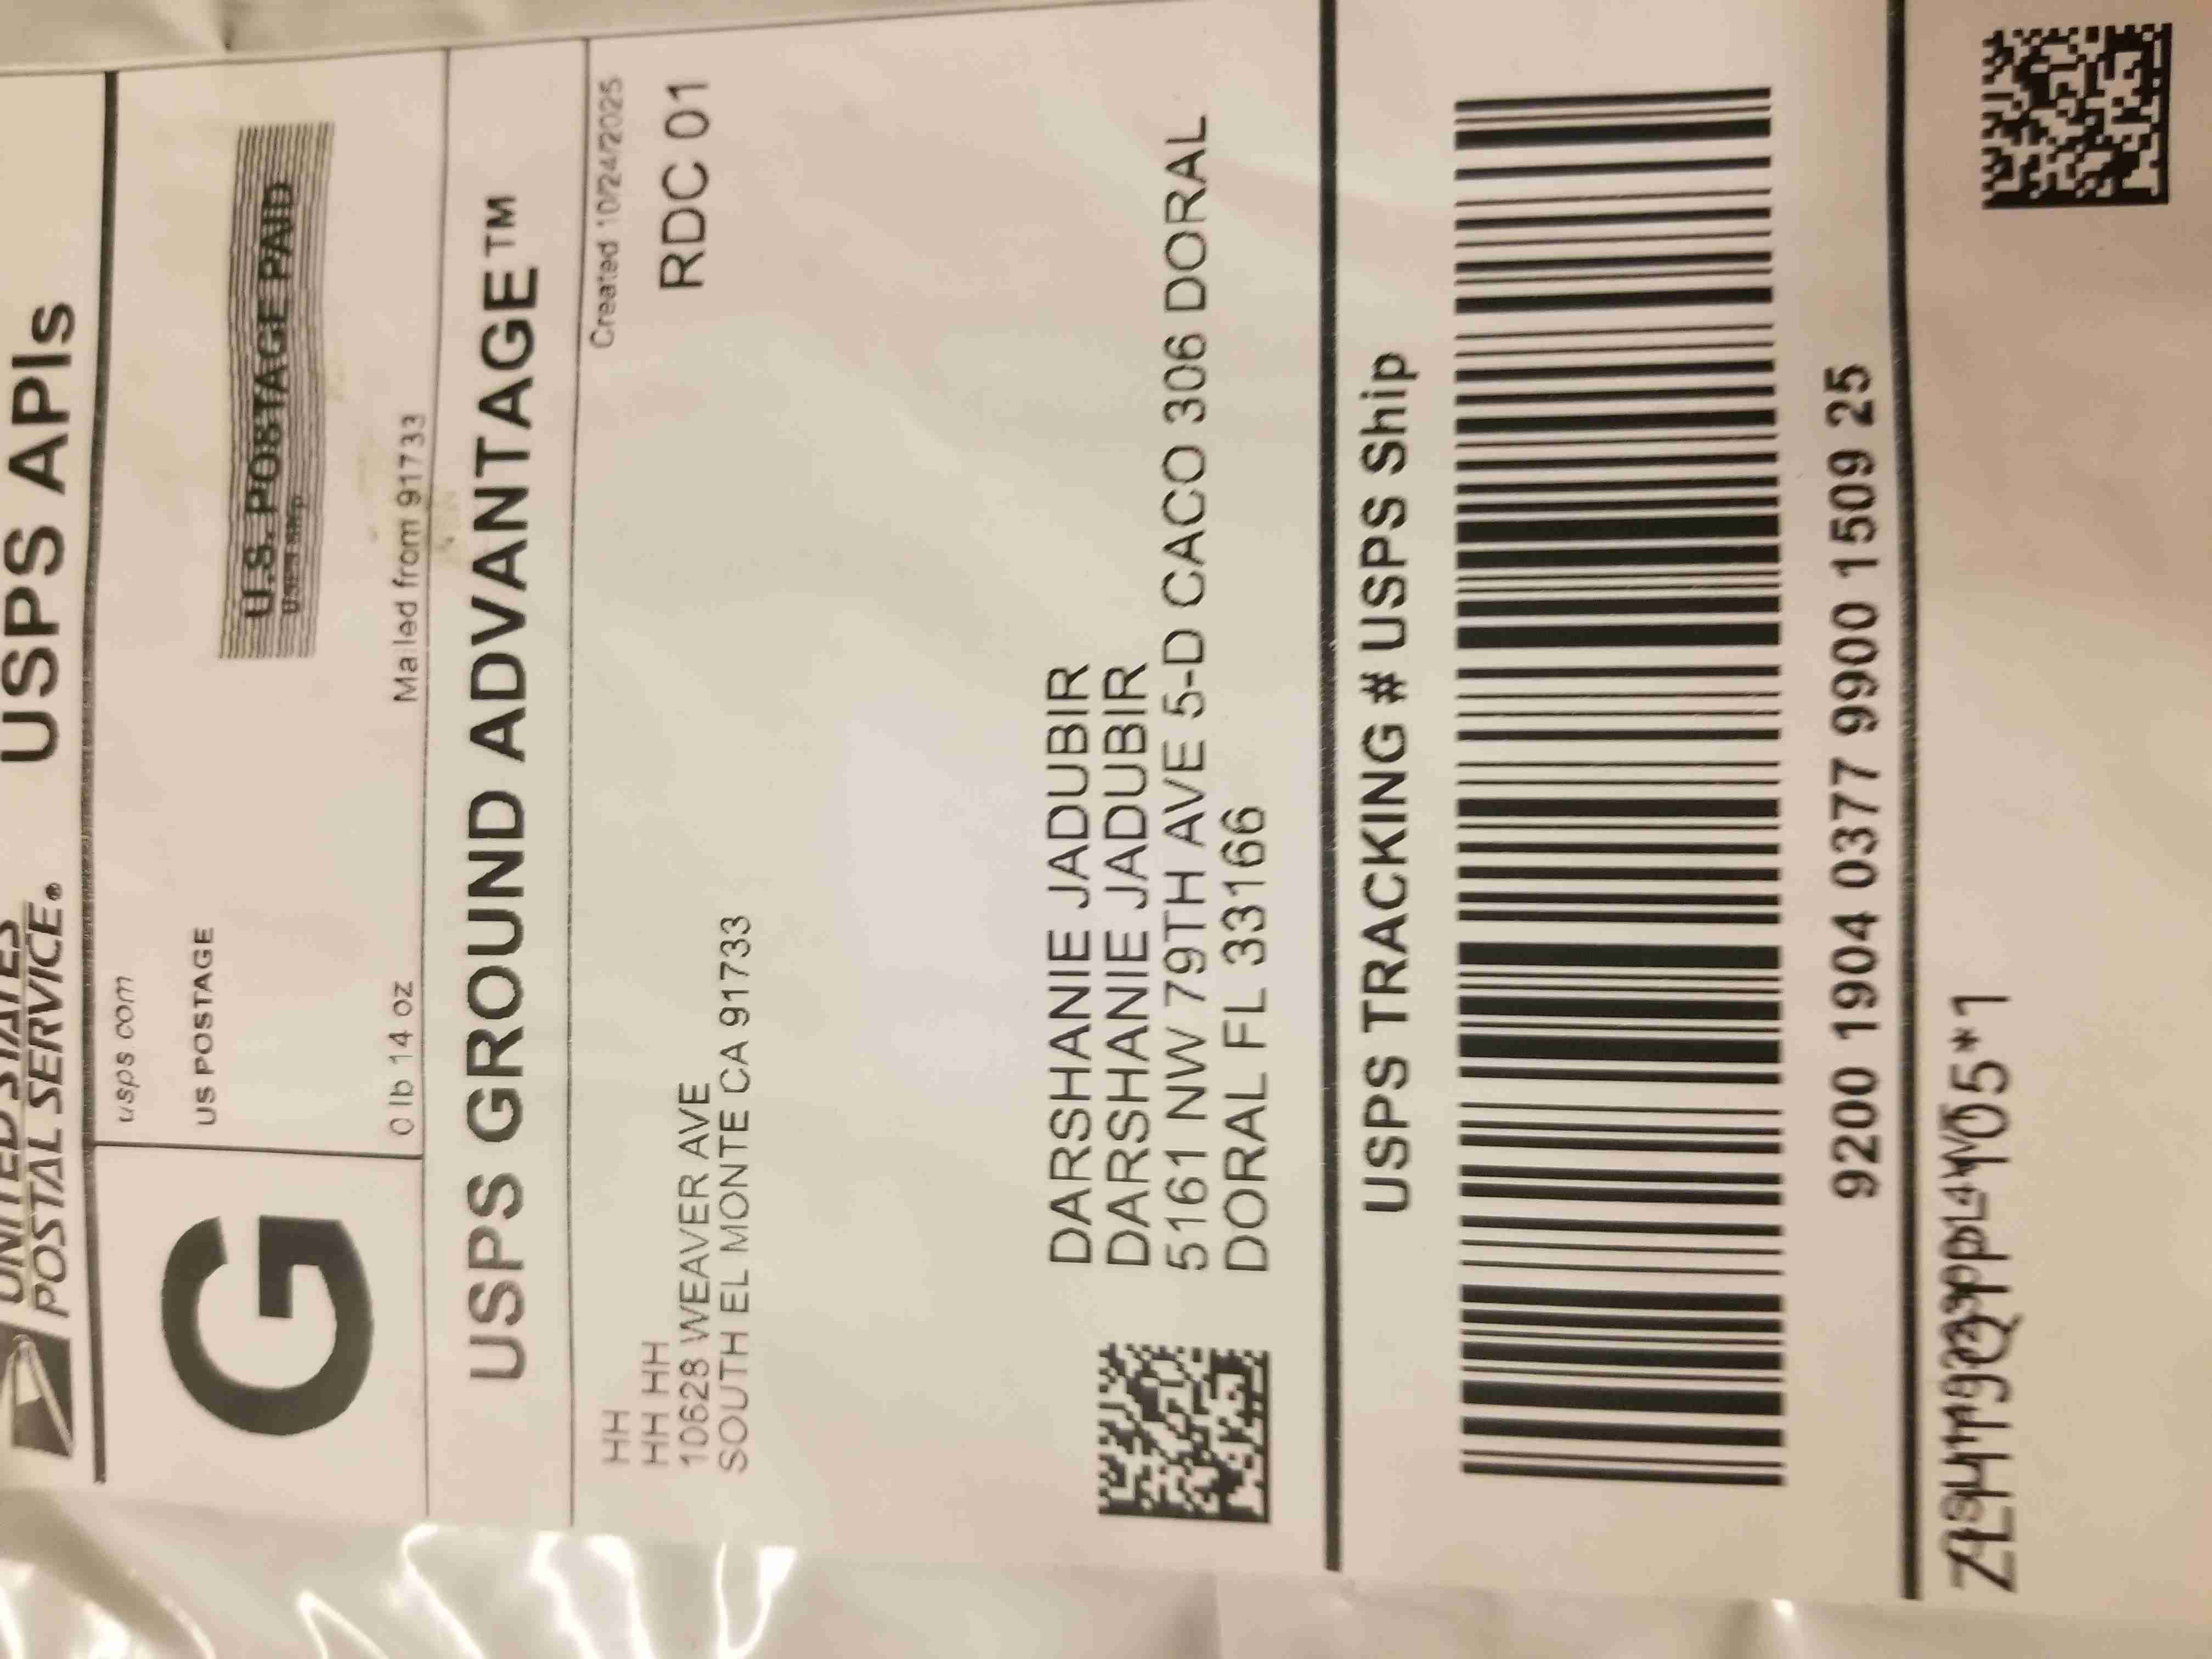 UNITED STATES
POSTAL SERVICE®
USPS APIs
G
usps com
US POSTAGE
U.S. POSTAGE PAID
USPS Ship
0 lb 14 oz
Mailed from 91733
USPS GROUND ADVANTAGE™
Created 10/24/2025
RDC 01
HH
HH HH
10628 WEAVER AVE
SOUTH EL MONTE CA 91733
DARSHANIE JADUBIR
DARSHANIE JADUBIR
5161 NW 79TH AVE 5-D CACO 306 DORAL
DORAL FL 33166
USPS TRACKING # USPS Ship
9200 1904 0377 9900 1509 25